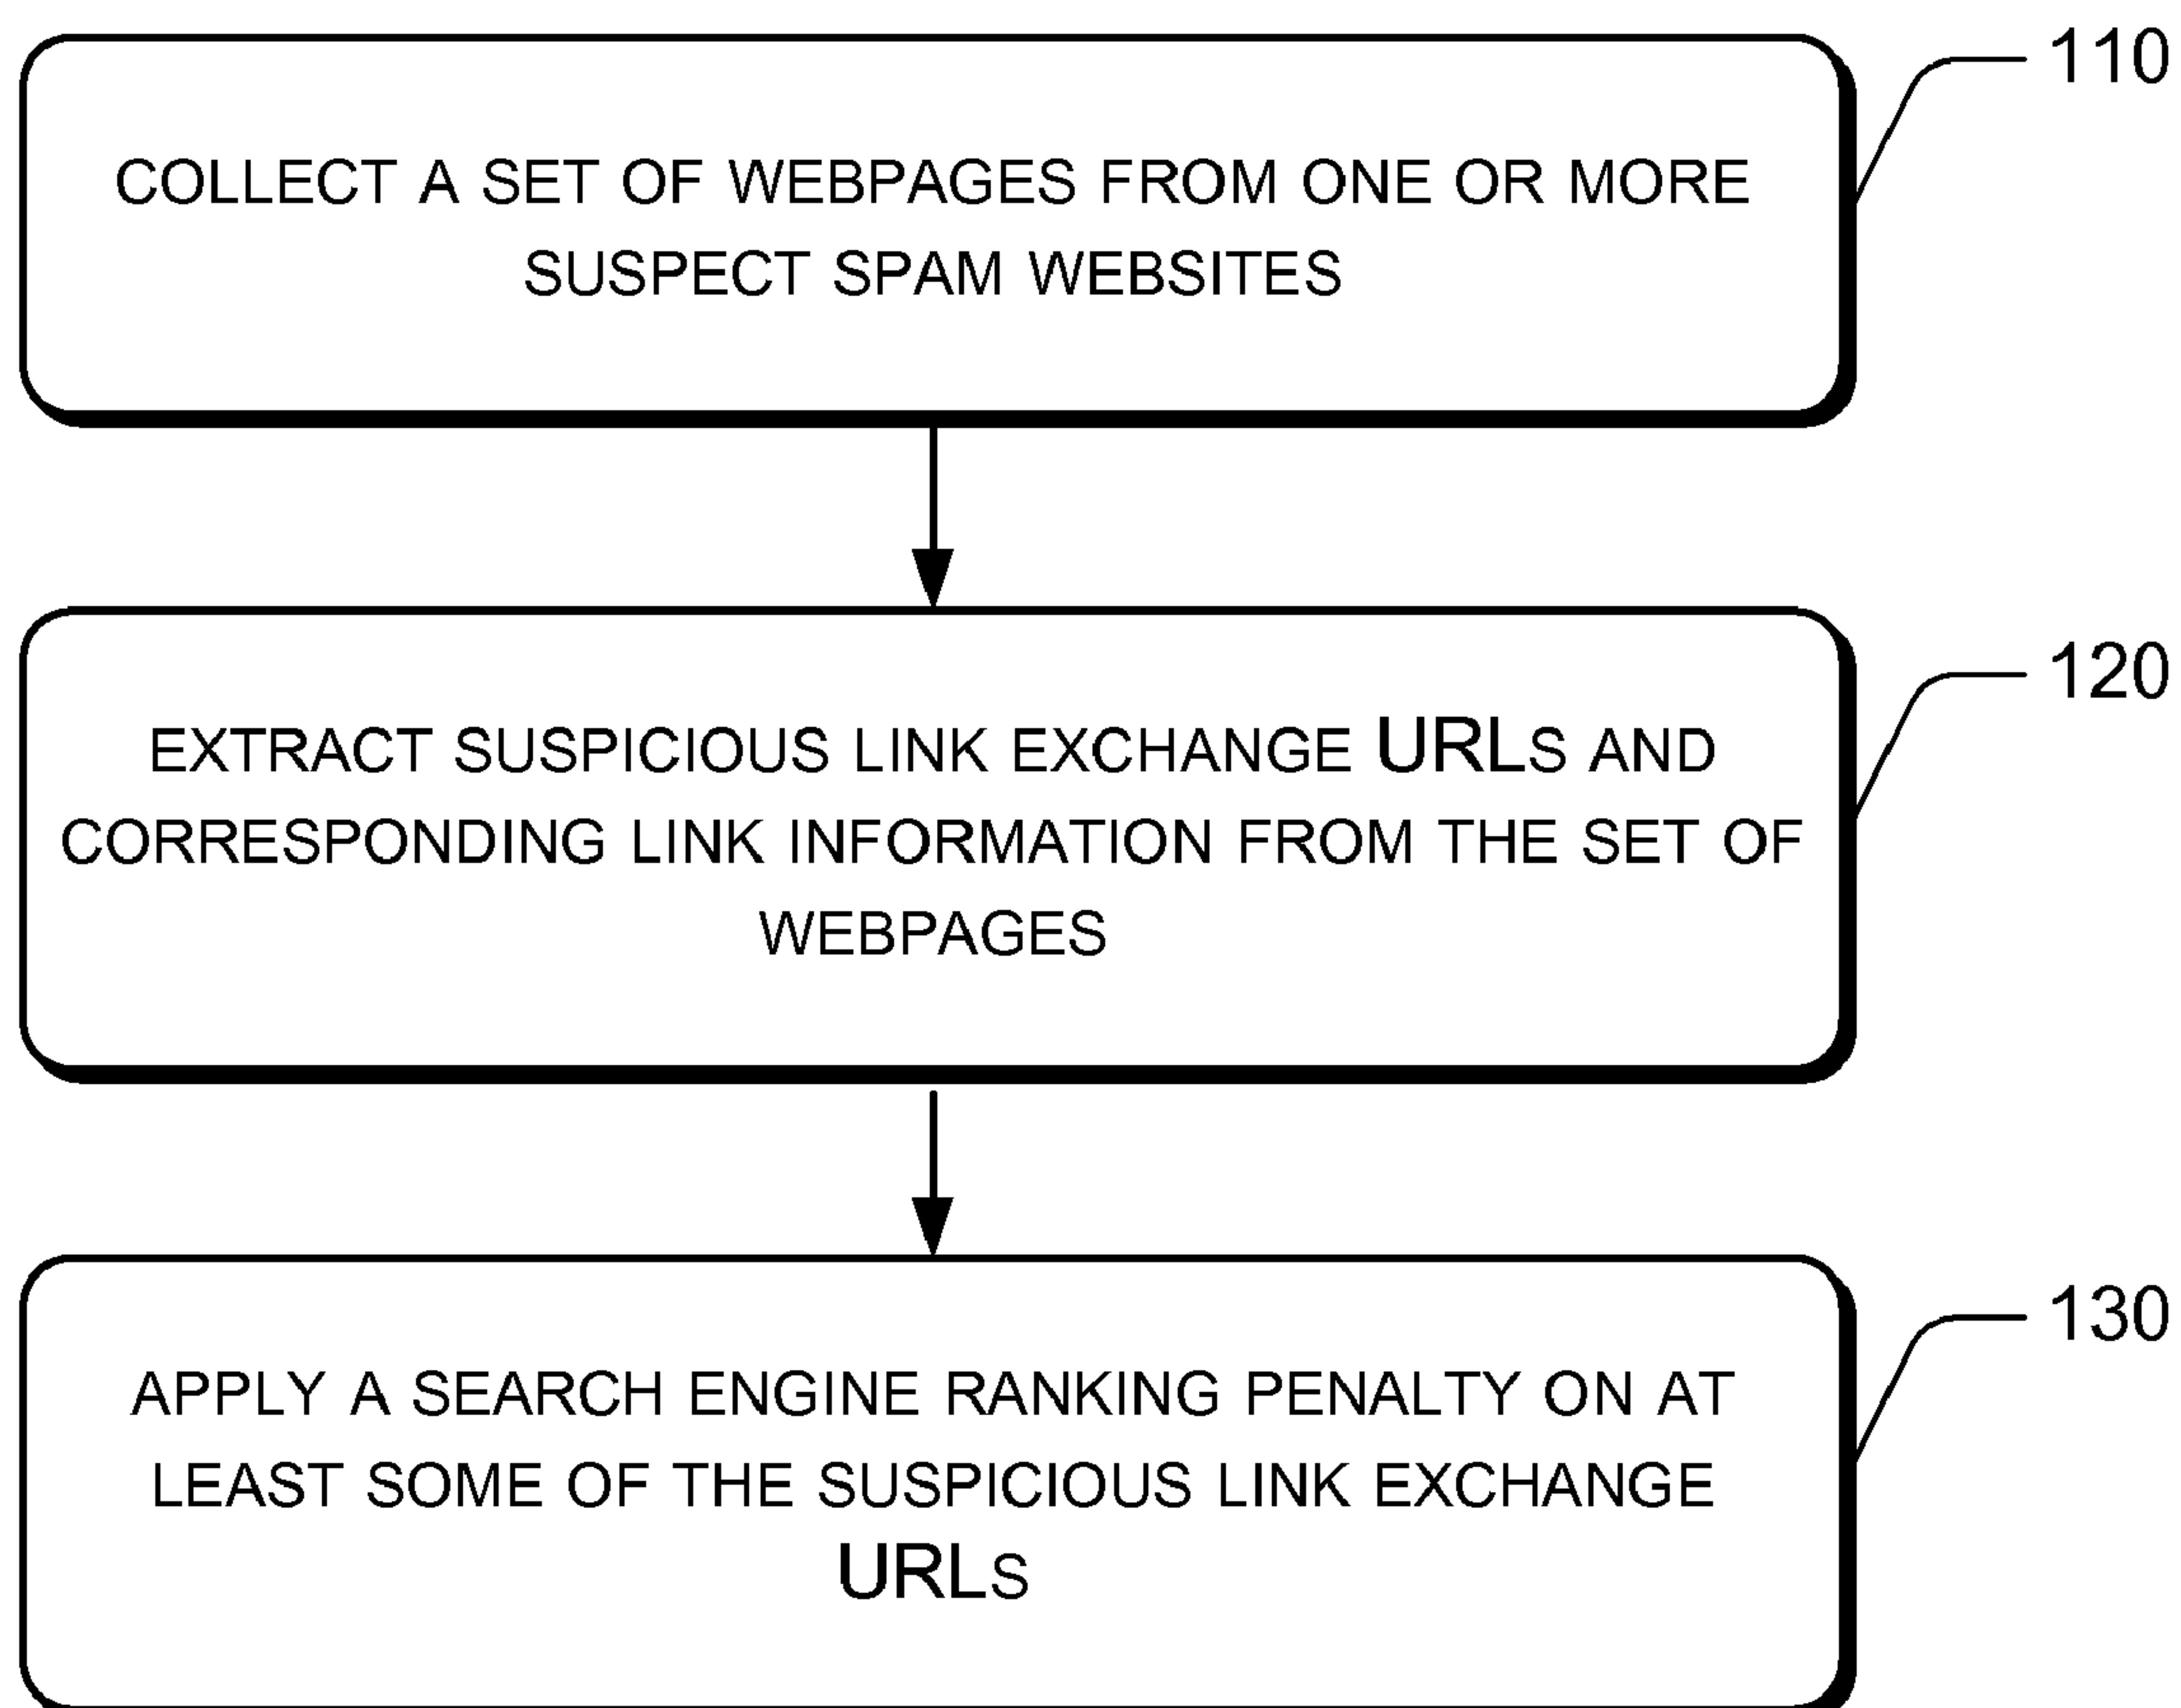 110
COLLECT A SET OF WEBPAGES FROM ONE OR MORE
SUSPECT SPAM WEBSITES
120
EXTRACT SUSPICIOUS LINK EXCHANGE URLS AND
CORRESPONDING LINK INFORMATION FROM THE SET OF
WEBPAGES
130
APPLY A SEARCH ENGINE RANKING PENALTY ON AT
LEAST SOME OF THE SUSPICIOUS LINK EXCHANGE
URLS